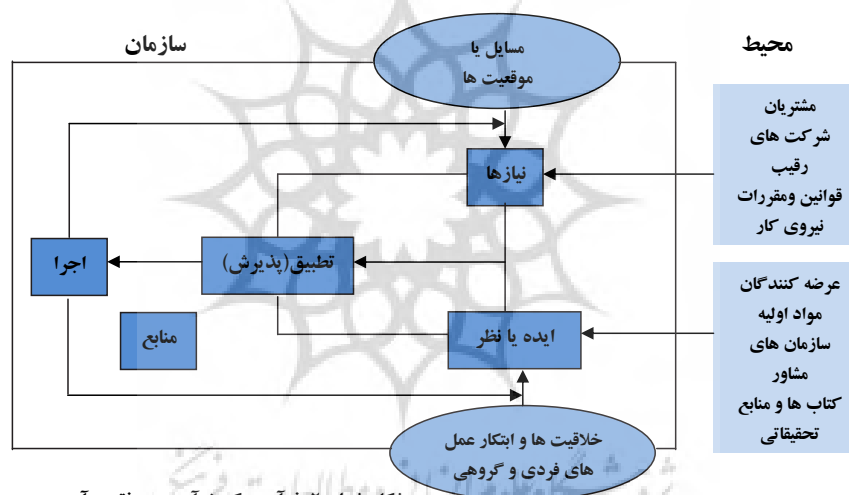 سازمان
محیط
مسایل یا
موقعیت ها
مشتریان
شرکت های
رقیب
قوانین ومقررات
نیروی کار
نیازها
تطبیق(پذیرش)
اجرا
منابع
ایده یا نظر
عرضه کنندگان
مواد اولیه
سازمان های
مشاور
کتاب ها و منابع
تحقیقاتی
خلاقیت ها و ابتکار عمل
های فردی و گروهی